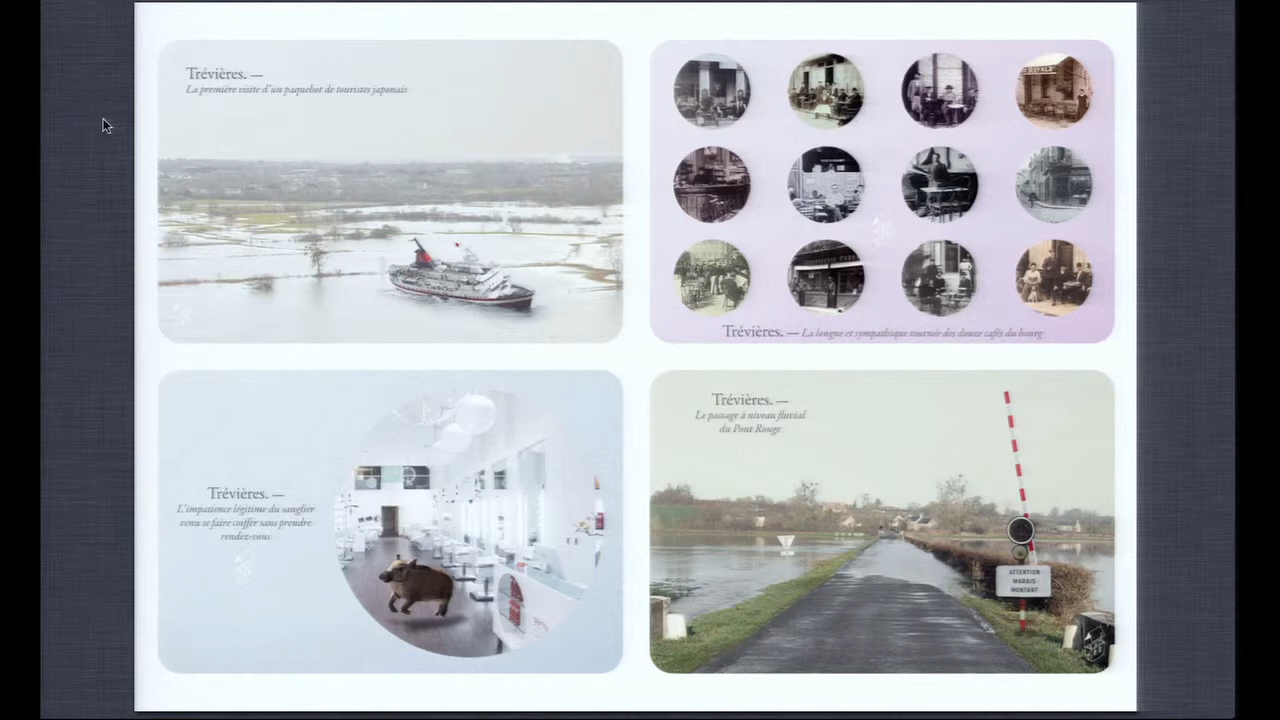 Trévières. —
La première visite d'un paquebot de touristes japonais
Trévières. — La longue et sympathique tournée des douze cafés du bourg
Trévières. —
L'impatience légitime du sanglier
venu se faire coiffer sans prendre
rendez-vous
Trévières. —
Le passage à niveau fluvial
du Pont Rouge
ATTENTION
MARAIS
MONTANT